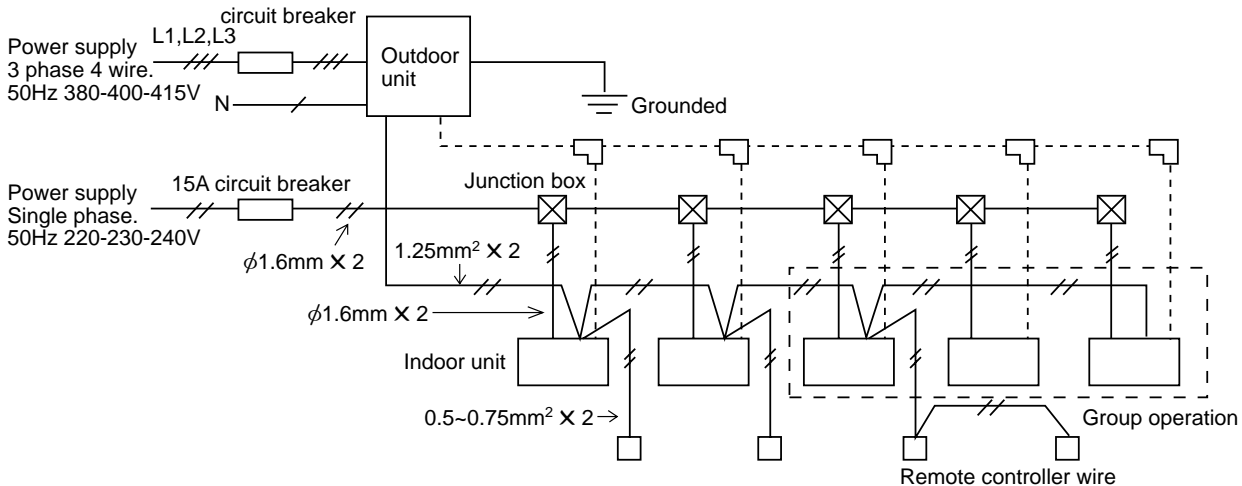 circuit breaker
L1,L2,L3
Power supply
3 phase 4 wire.
50Hz 380-400-415V
N
Outdoor
unit
Grounded
Power supply
Single phase.
50Hz 220-230-240V
15A circuit breaker
Junction box
ϕ1.6mm ✕ 2
1.25mm² ✕ 2
ϕ1.6mm ✕ 2
Indoor unit
0.5~0.75mm² ✕ 2
Group operation
Remote controller wire